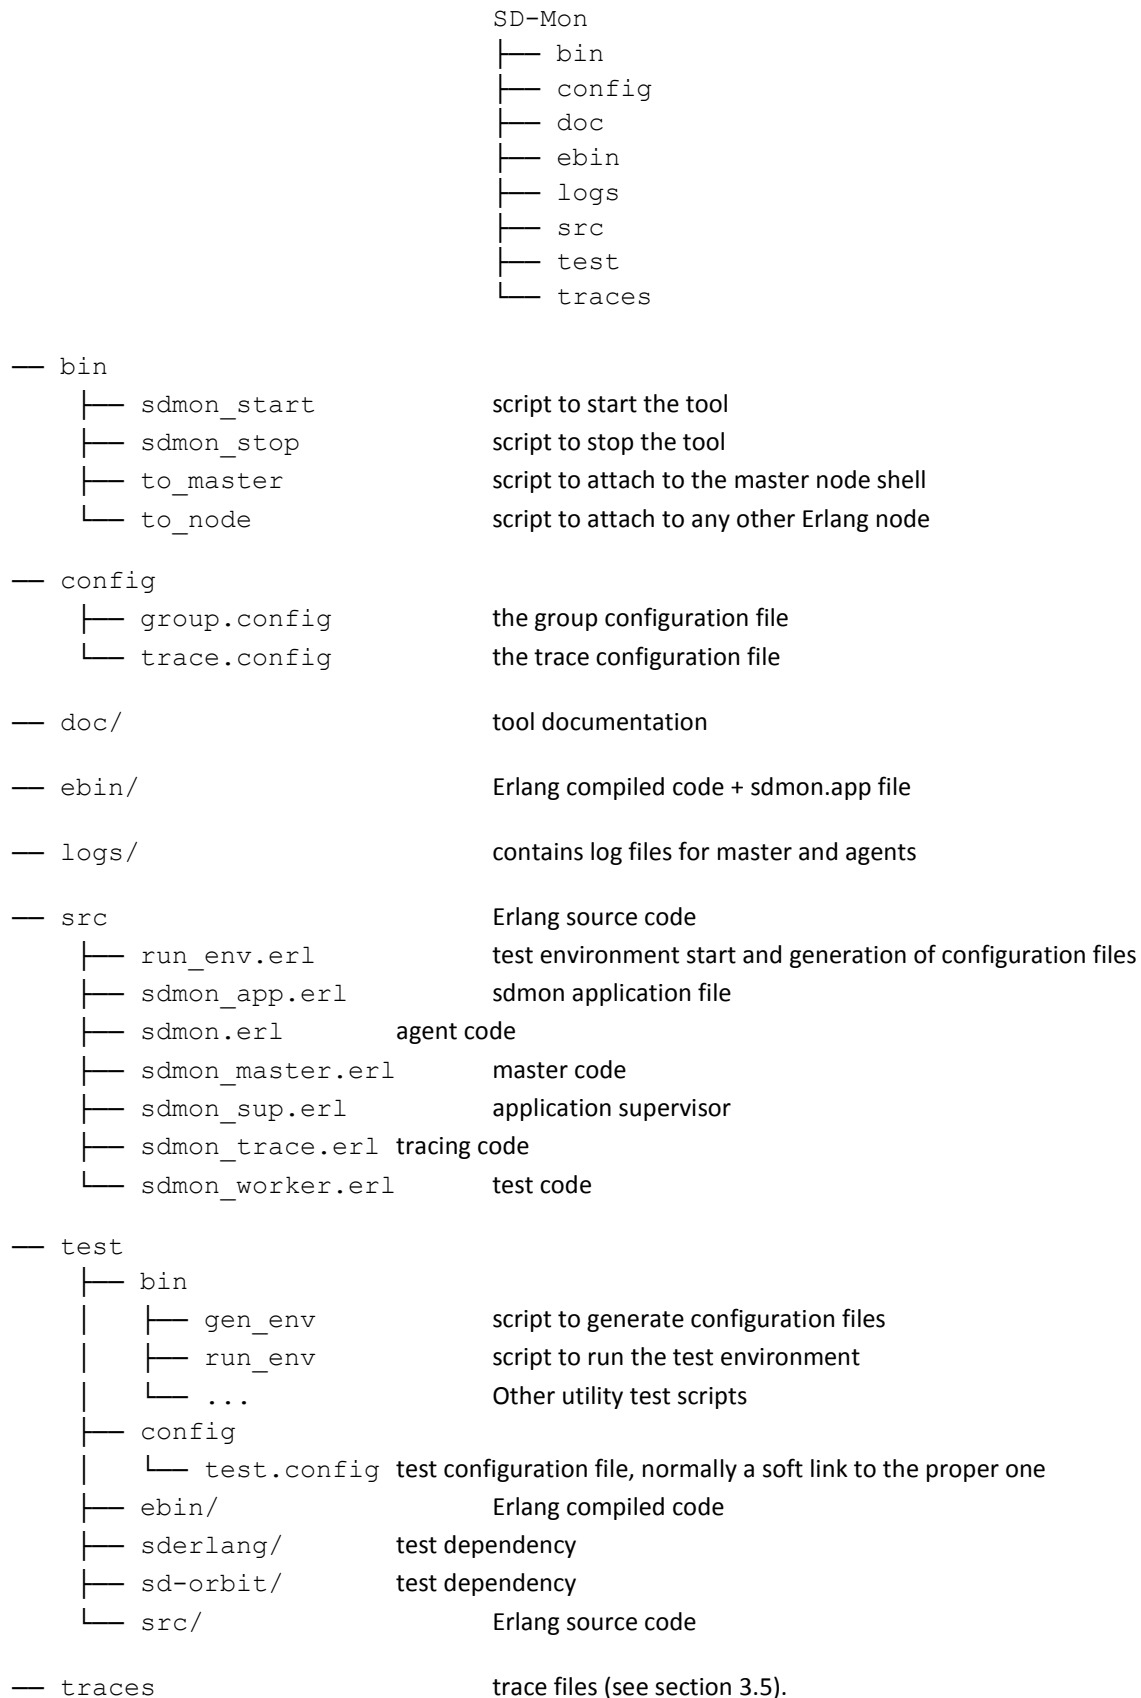 SD-Mon
├── bin
├── config
├── doc
├── ebin
├── logs
├── src
├── test
└── traces
── bin
├── sdmon_start script to start the tool
├── sdmon_stop script to stop the tool
├── to_master script to attach to the master node shell
└── to_node script to attach to any other Erlang node
── config
├── group.config the group configuration file
└── trace.config the trace configuration file
── doc/ tool documentation
── ebin/ Erlang compiled code + sdmon.app file
── logs/ contains log files for master and agents
── src Erlang source code
├── run_env.erl test environment start and generation of configuration files
├── sdmon_app.erl sdmon application file
├── sdmon.erl agent code
├── sdmon_master.erl master code
├── sdmon_sup.erl application supervisor
├── sdmon_trace.erl tracing code
└── sdmon_worker.erl test code
── test
├── bin
│ ├── gen_env script to generate configuration files
│ ├── run_env script to run the test environment
│ └── ... Other utility test scripts
├── config
│ └── test.config test configuration file, normally a soft link to the proper one
├── ebin/ Erlang compiled code
├── sderlang/ test dependency
├── sd-orbit/ test dependency
└── src/ Erlang source code
── traces trace files (see section 3.5).